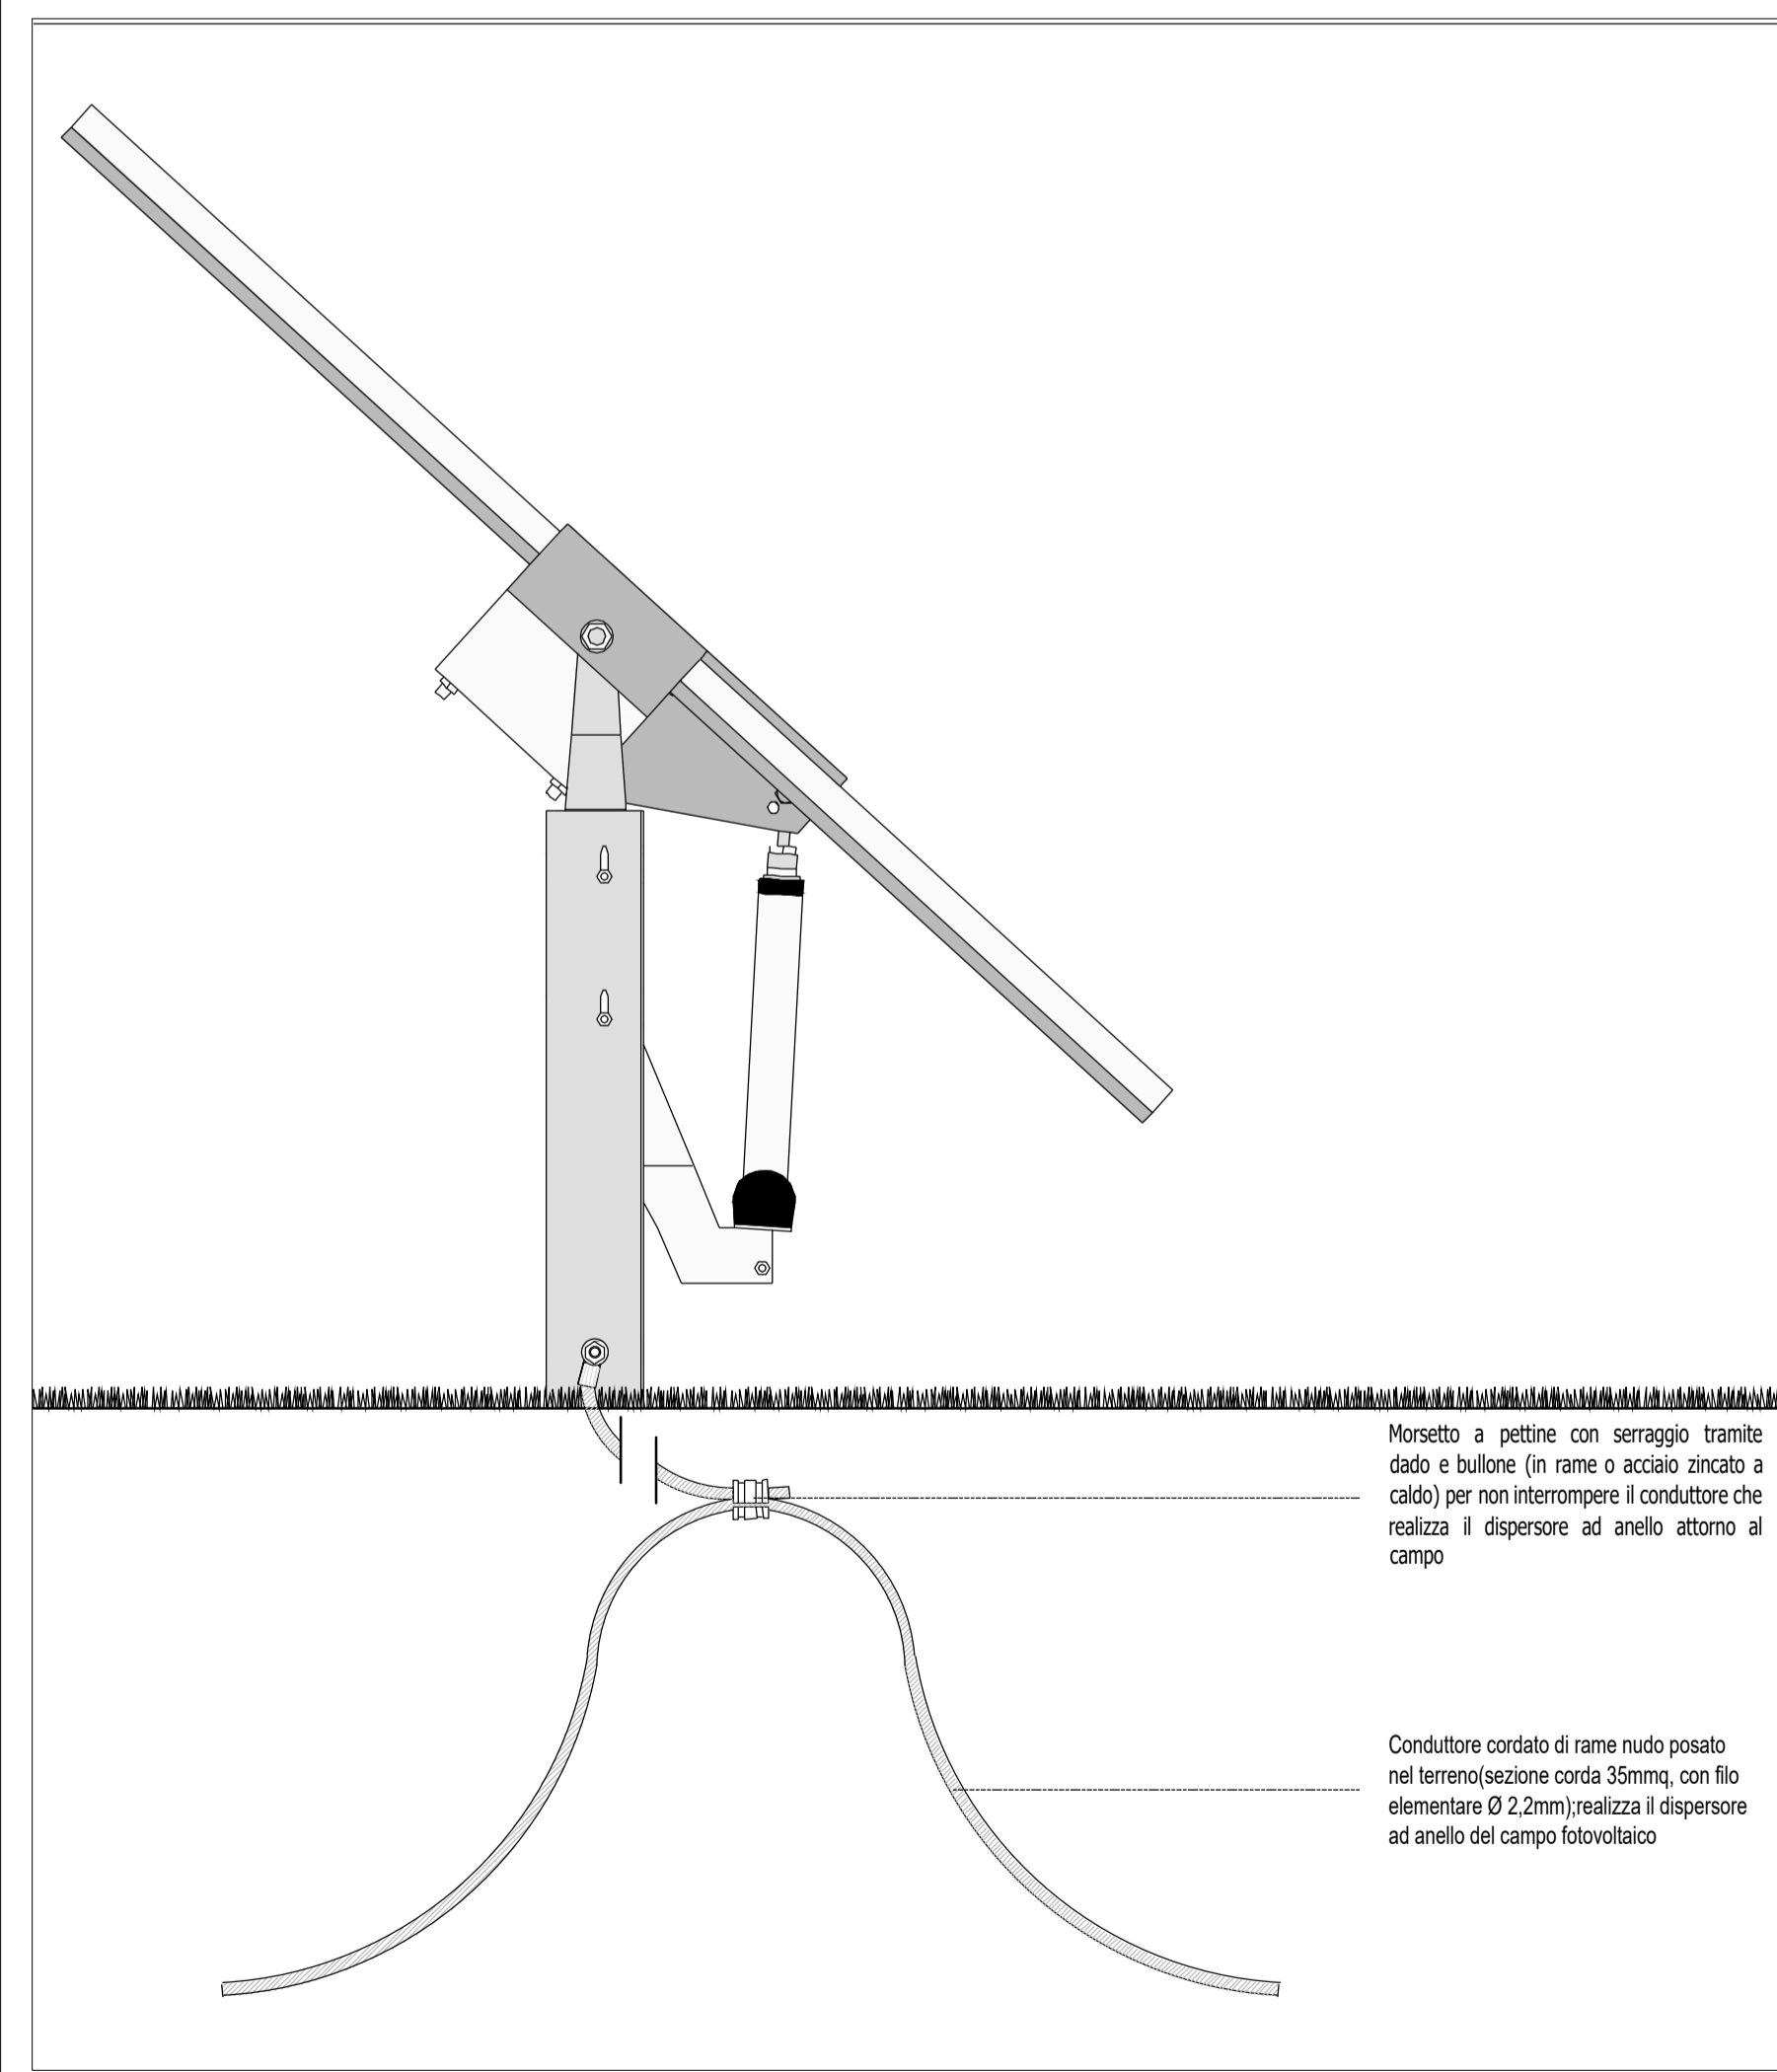 Morsetto a pettine con serraggio tramite
dado e bullone (in rame o acciaio zincato a
caldo) per non interrompere il conduttore che
realizza il dispersore ad anello attorno al
campo
Conduttore cordato di rame nudo posato
nel terreno(sezione corda 35mmq, con filo
elementare Ø 2,2mm);realizza il dispersore
ad anello del campo fotovoltaico